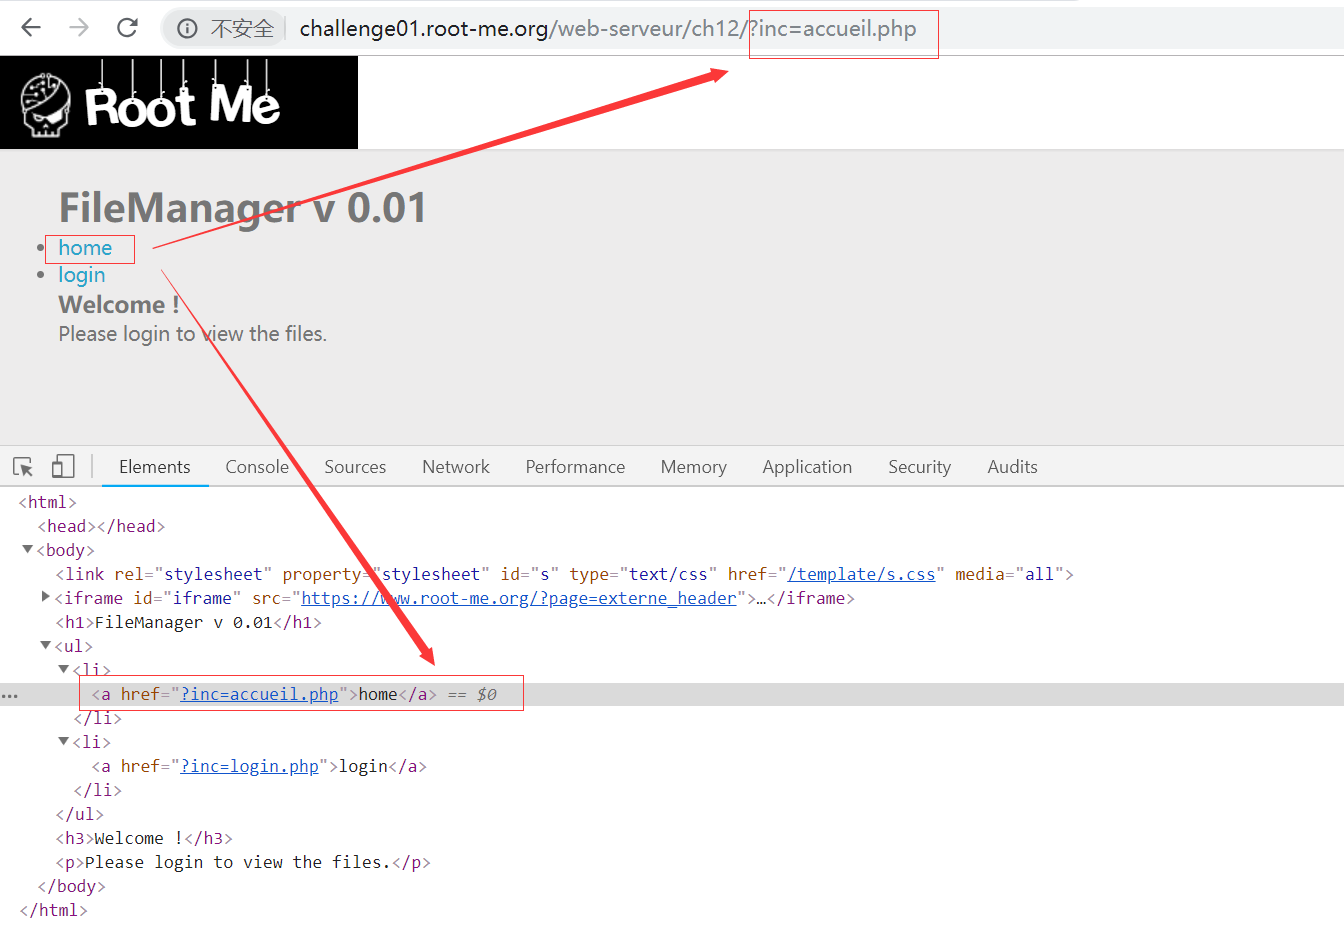 不安全 challenge01.root-me.org/web-serveur/ch12/?inc=accueil.php
Root Me
FileManager v 0.01
home
login
Welcome !
Please login to view the files.
Elements Console Sources Network Performance Memory Application Security Audits
<html>
<head></head>
<body>
<link rel="stylesheet" property="stylesheet" id="s" type="text/css" href="/template/s.css" media="all">
<iframe id="iframe" src="https://www.root-me.org/?page=externe_header">…</iframe>
<h1>FileManager v 0.01</h1>
<ul>
<li>
<a href="?inc=accueil.php">home</a> == $0
</li>
<li>
<a href="?inc=login.php">login</a>
</li>
</ul>
<h3>Welcome !</h3>
<p>Please login to view the files.</p>
</body>
</html>